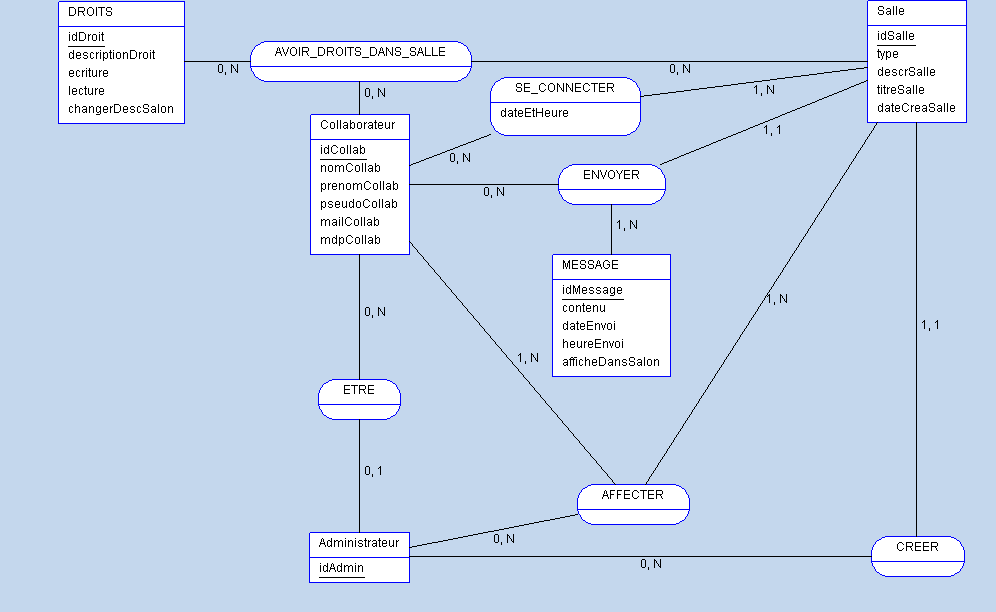 DROITS
idDroit
descriptionDroit
ecriture
lecture
changerDescSalon
0, N
AVOIR_DROITS_DANS_SALLE
0, N
0, N
Salle
idSalle
type
descrSalle
titreSalle
dateCreaSalle
SE_CONNECTER
dateEtHeure
1, N
0, N
Collaborateur
idCollab
nomCollab
prenomCollab
pseudoCollab
mailCollab
mdpCollab
1, 1
ENVOYER
0, N
1, N
MESSAGE
idMessage
contenu
dateEnvoi
heureEnvoi
afficheDansSalon
0, N
1, N
1, N
1, 1
ETRE
0, 1
AFFECTER
0, N
Administrateur
idAdmin
0, N
CREER